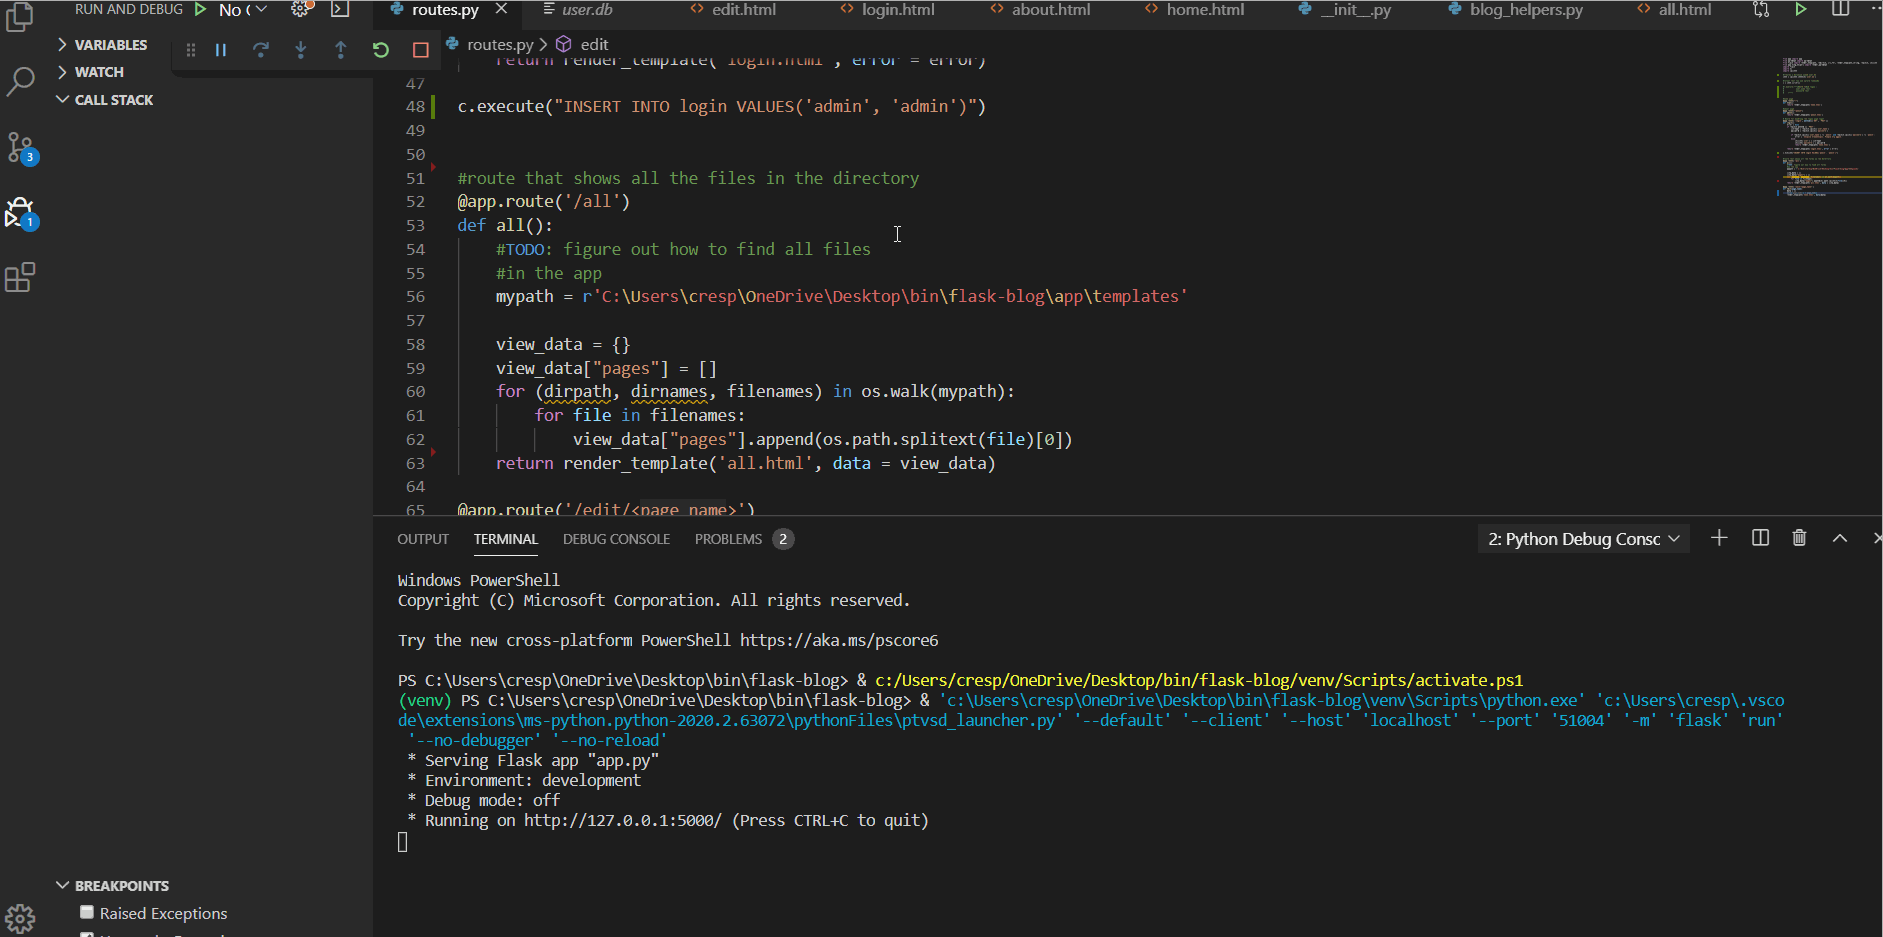 RUN AND DEBUG No (
routes.py user.db edit.html login.html about.html home.html __init__.py blog_helpers.py all.html
VARIABLES
WATCH
CALL STACK
3
1
routes.py > edit
return render_template('login.html', error = error)
47
48 c.execute("INSERT INTO login VALUES('admin', 'admin')")
49
50
51 #route that shows all the files in the directory
52 @app.route('/all')
53 def all():
54 #TODO: figure out how to find all files
55 #in the app
56 mypath = r'C:\Users\cresp\OneDrive\Desktop\bin\flask-blog\app\templates'
57
58 view_data = {}
59 view_data["pages"] = []
60 for (dirpath, dirnames, filenames) in os.walk(mypath):
61 for file in filenames:
62 view_data["pages"].append(os.path.splitext(file)[0])
63 return render_template('all.html', data = view_data)
64
65 @app.route('/edit/<page_name>')
OUTPUT TERMINAL DEBUG CONSOLE PROBLEMS 2 2: Python Debug Consc
Windows PowerShell
Copyright (C) Microsoft Corporation. All rights reserved.
Try the new cross-platform PowerShell https://aka.ms/pscore6
PS C:\Users\cresp\OneDrive\Desktop\bin\flask-blog> & c:/Users/cresp/OneDrive/Desktop/bin/flask-blog/venv/Scripts/activate.ps1
(venv) PS C:\Users\cresp\OneDrive\Desktop\bin\flask-blog> & 'c:\Users\cresp\OneDrive\Desktop\bin\flask-blog\venv\Scripts\python.exe' 'c:\Users\cresp\.vsco
de\extensions\ms-python.python-2020.2.63072\pythonFiles\ptvsd_launcher.py' '--default' '--client' '--host' 'localhost' '--port' '51004' '-m' 'flask' 'run'
'--no-debugger' '--no-reload'
* Serving Flask app "app.py"
* Environment: development
* Debug mode: off
* Running on http://127.0.0.1:5000/ (Press CTRL+C to quit)
BREAKPOINTS
Raised Exceptions